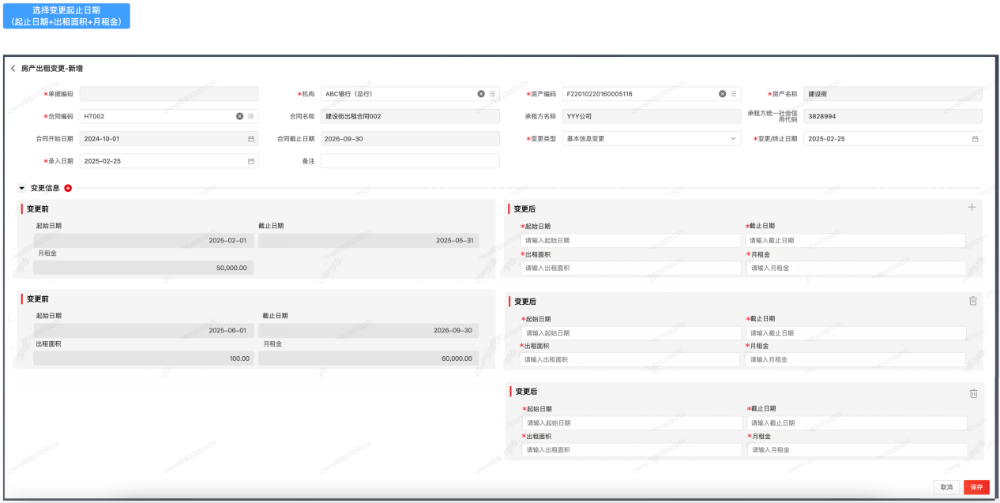 选择变更起止日期
（起止日期+出租面积+月租金）
房产出租变更-新增
*单据编码
*机构 ABC银行（总行）
*房产编码 F22010220160005116
*房产名称 建设街
*合同编码 HT002
合同名称 建设街出租合同002
承租方名称 YYY公司
承租方统一社会信
用代码 3828994
合同开始日期 2024-10-01
合同截止日期 2026-09-30
*变更类型 基本信息变更
*变更/终止日期 2025-02-25
*录入日期 2025-02-25
备注
变更信息
变更前
起始日期 截止日期
2025-02-01 2025-05-31
月租金
50,000.00
变更后
*起始日期 *截止日期
请输入起始日期 请输入截止日期
*出租面积 *月租金
请输入出租面积 请输入月租金
变更前
起始日期 截止日期
2025-06-01 2026-09-30
出租面积 月租金
100.00 60,000.00
变更后
*起始日期 *截止日期
请输入起始日期 请输入截止日期
*出租面积 *月租金
请输入出租面积 请输入月租金
变更后
*起始日期 *截止日期
请输入起始日期 请输入截止日期
*出租面积 *月租金
请输入出租面积 请输入月租金
取消 保存